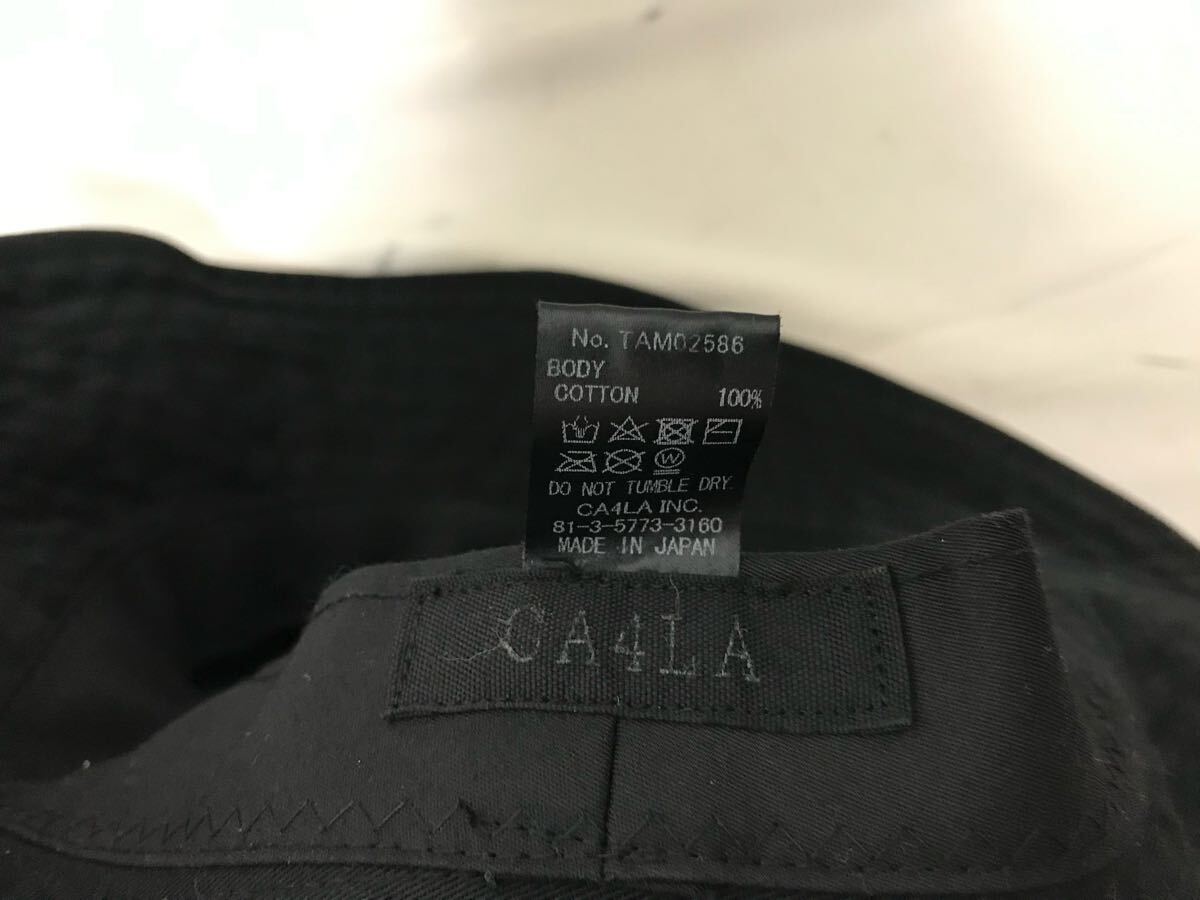 No. TAM02586
BODY
COTTON 100%
W
DO NOT TUMBLE DRY.
CA4LA INC.
81-3-5773-3160
MADE IN JAPAN
CA4LA